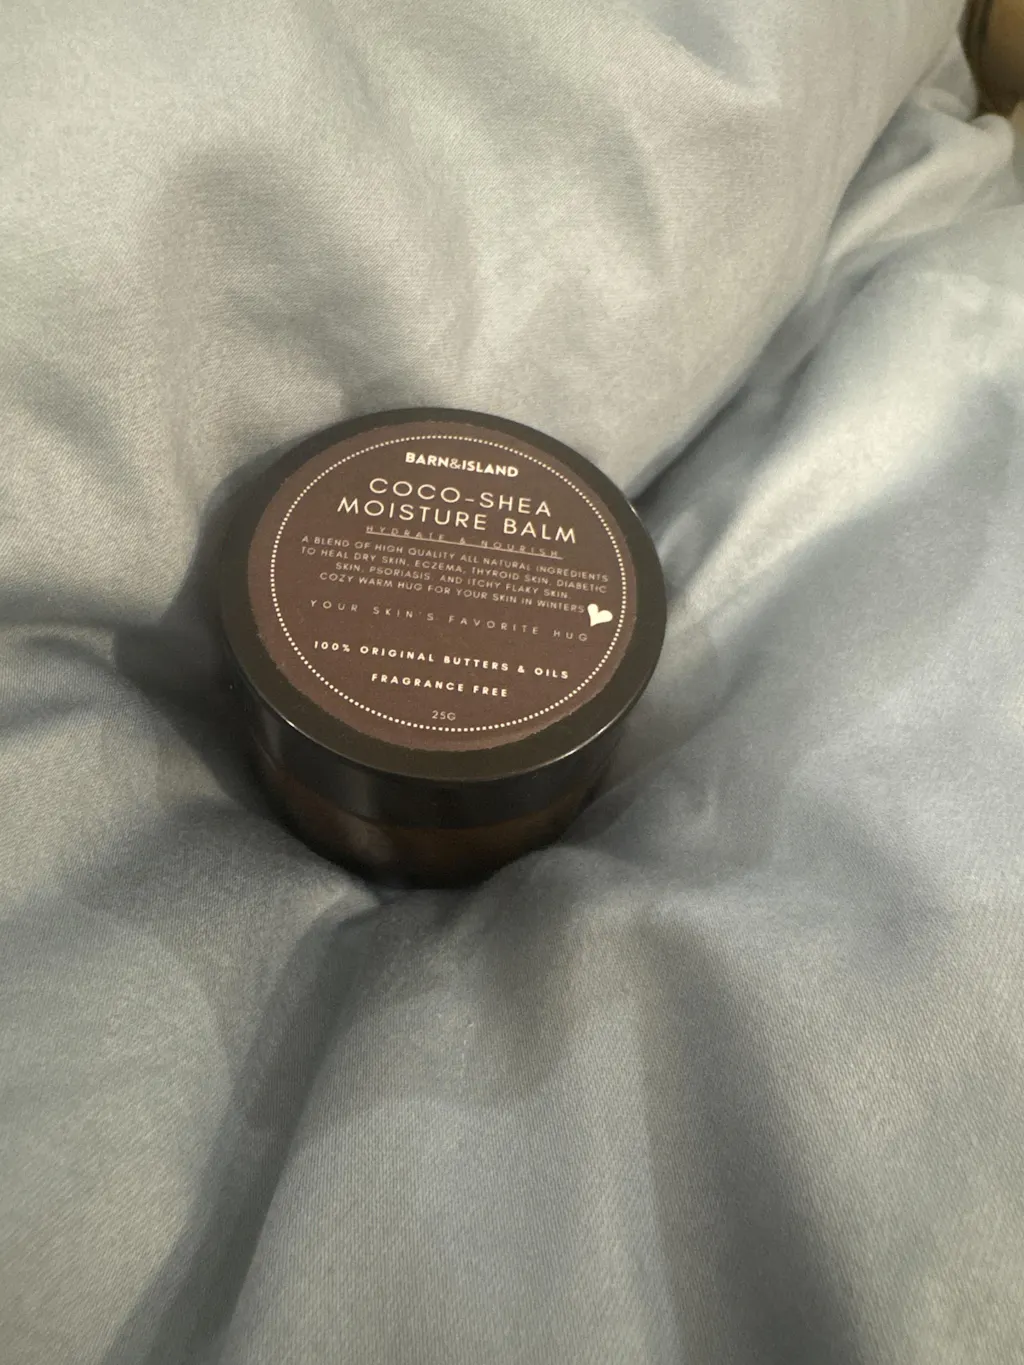 BARN&ISLAND
COCO-SHEA
MOISTURE BALM
HYDRATE & NOURISH
A BLEND OF HIGH QUALITY ALL NATURAL INGREDIENTS
TO HEAL DRY SKIN, ECZEMA, THYROID SKIN, DIABETIC
SKIN, PSORIASIS, AND ITCHY FLAKY SKIN.
COZY WARM HUG FOR YOUR SKIN IN WINTERS
YOUR SKIN'S FAVORITE HUG
100% ORIGINAL BUTTERS & OILS
FRAGRANCE FREE
25G